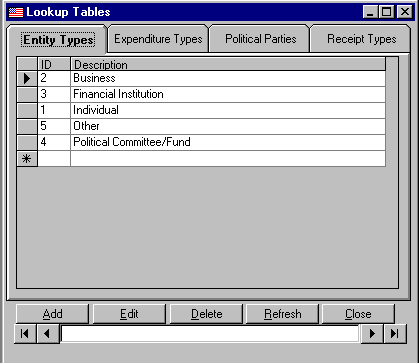 Lookup Tables
Entity Types Expenditure Types Political Parties Receipt Types
ID Description
2 Business
3 Financial Institution
1 Individual
5 Other
4 Political Committee/Fund
Add Edit Delete Refresh Close